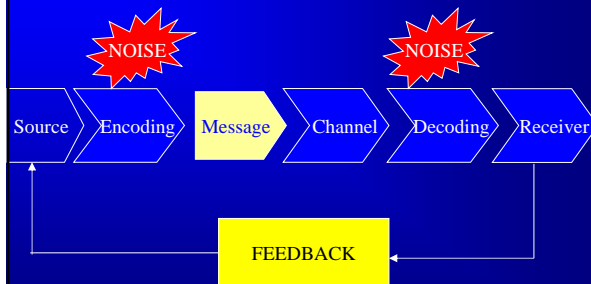 NOISE
NOISE
Source
Encoding
Message
Channel
Decoding
Receiver
FEEDBACK